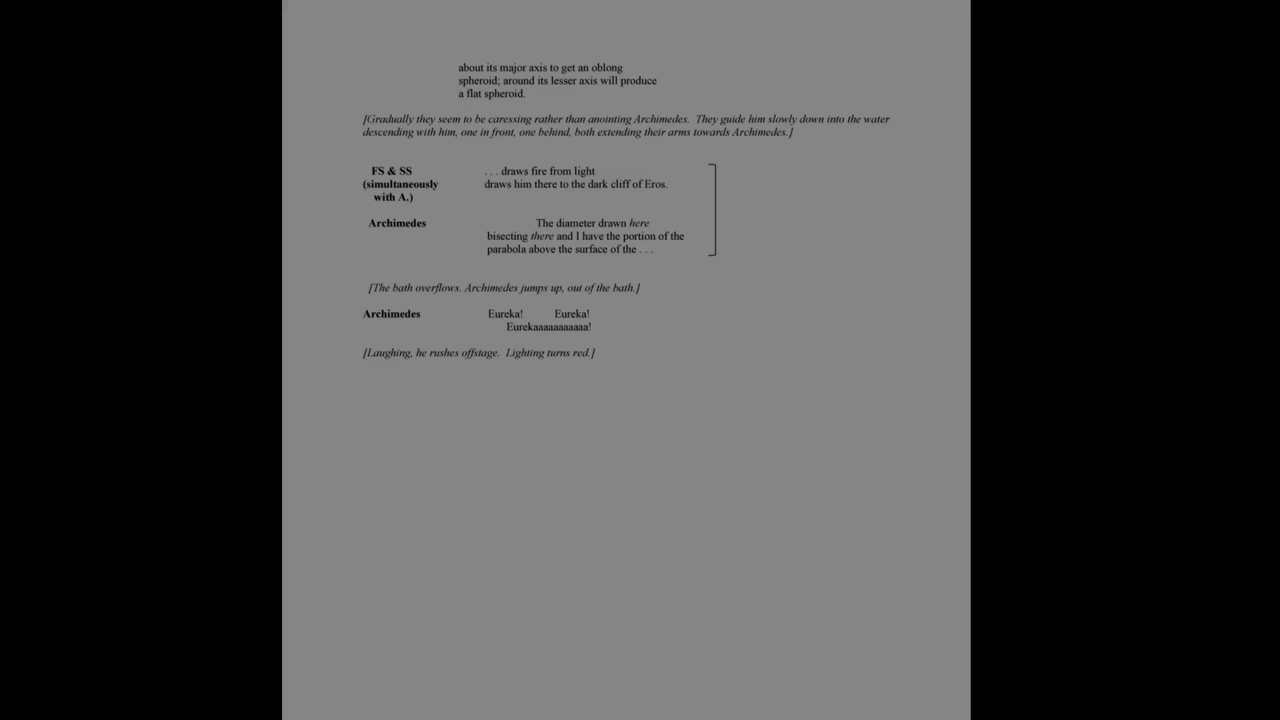 about its major axis to get an oblong
spheroid; around its lesser axis will produce
a flat spheroid.
[Gradually they seem to be caressing rather than anointing Archimedes. They guide him slowly down into the water
descending with him, one in front, one behind, both extending their arms towards Archimedes.]
FS & SS . . . draws fire from light
(simultaneously draws him there to the dark cliff of Eros.
with A.)
Archimedes The diameter drawn here
bisecting there and I have the portion of the
parabola above the surface of the . . .
[The bath overflows. Archimedes jumps up, out of the bath.]
Archimedes Eureka! Eureka!
Eurekaaaaaaaaaaa!
[Laughing, he rushes offstage. Lighting turns red.]